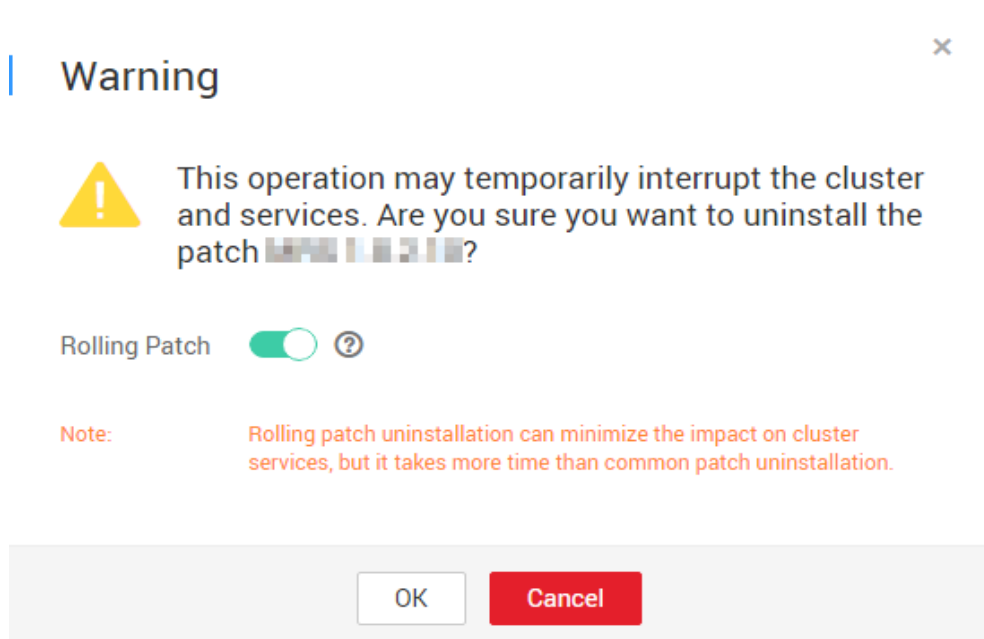 Warning
This operation may temporarily interrupt the cluster
and services. Are you sure you want to uninstall the
patch ?
Rolling Patch
Note:
Rolling patch uninstallation can minimize the impact on cluster
services, but it takes more time than common patch uninstallation.
OK
Cancel